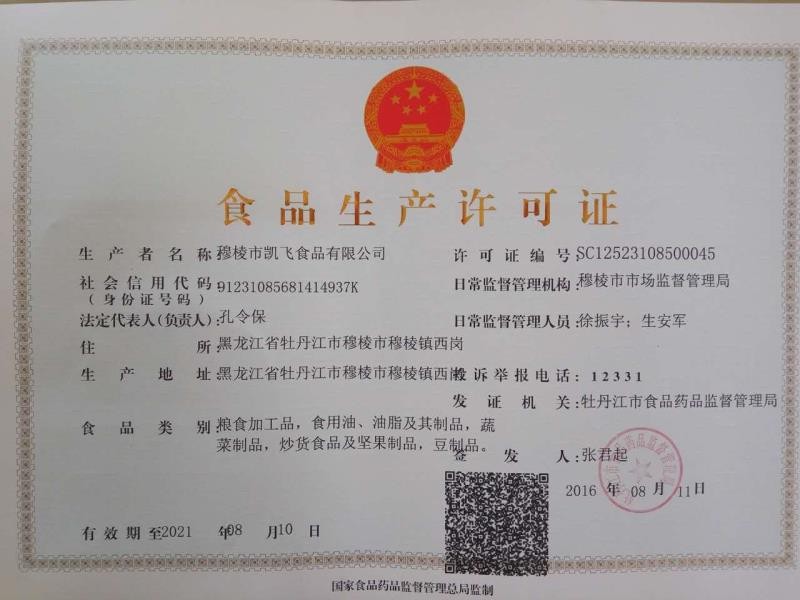 食品生产许可证
生产者名称:穆棱市凯飞食品有限公司
许可证编号:SC12523108500045
社会信用代码:91231085681414937K
(身份证号码)
日常监督管理机构:穆棱市市场监督管理局
法定代表人(负责人):孔令保
日常监督管理人员:徐振宇;生安军
住所:黑龙江省牡丹江市穆棱市穆棱镇西岗
生产地址:黑龙江省牡丹江市穆棱市穆棱镇西岗
投诉举报电话:12331
发证机关:牡丹江市食品药品监督管理局
食品类别:粮食加工品,食用油、油脂及其制品,蔬
菜制品,炒货食品及坚果制品,豆制品。
签发人:张君起
2016年08月11日
有效期至2021年08月10日
国家食品药品监督管理总局监制